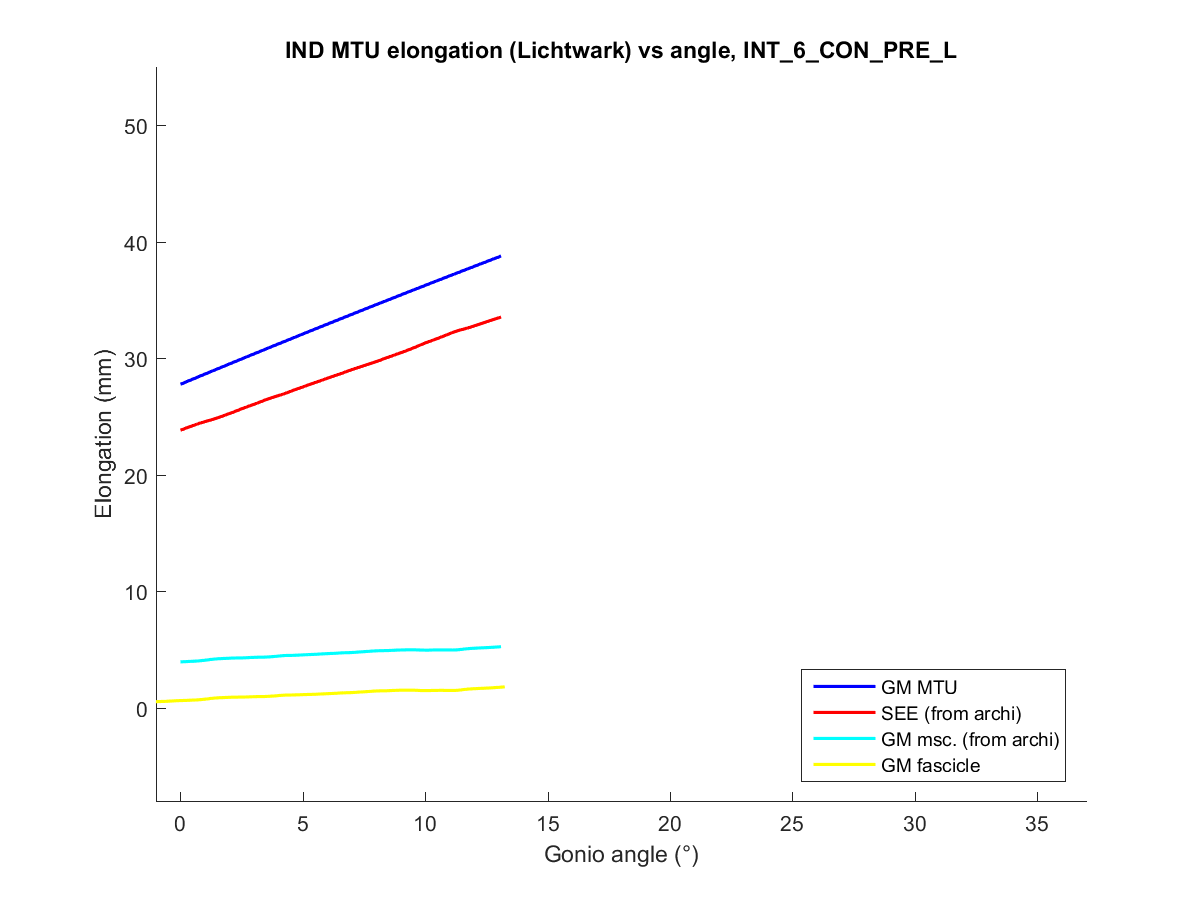 IND MTU elongation (Lichtwark) vs angle, INT_6_CON_PRE_L
50
40
30
20
10
0
Elongation (mm)
0 5 10 15 20 25 30 35
Gonio angle (°)
GM MTU
SEE (from archi)
GM msc. (from archi)
GM fascicle